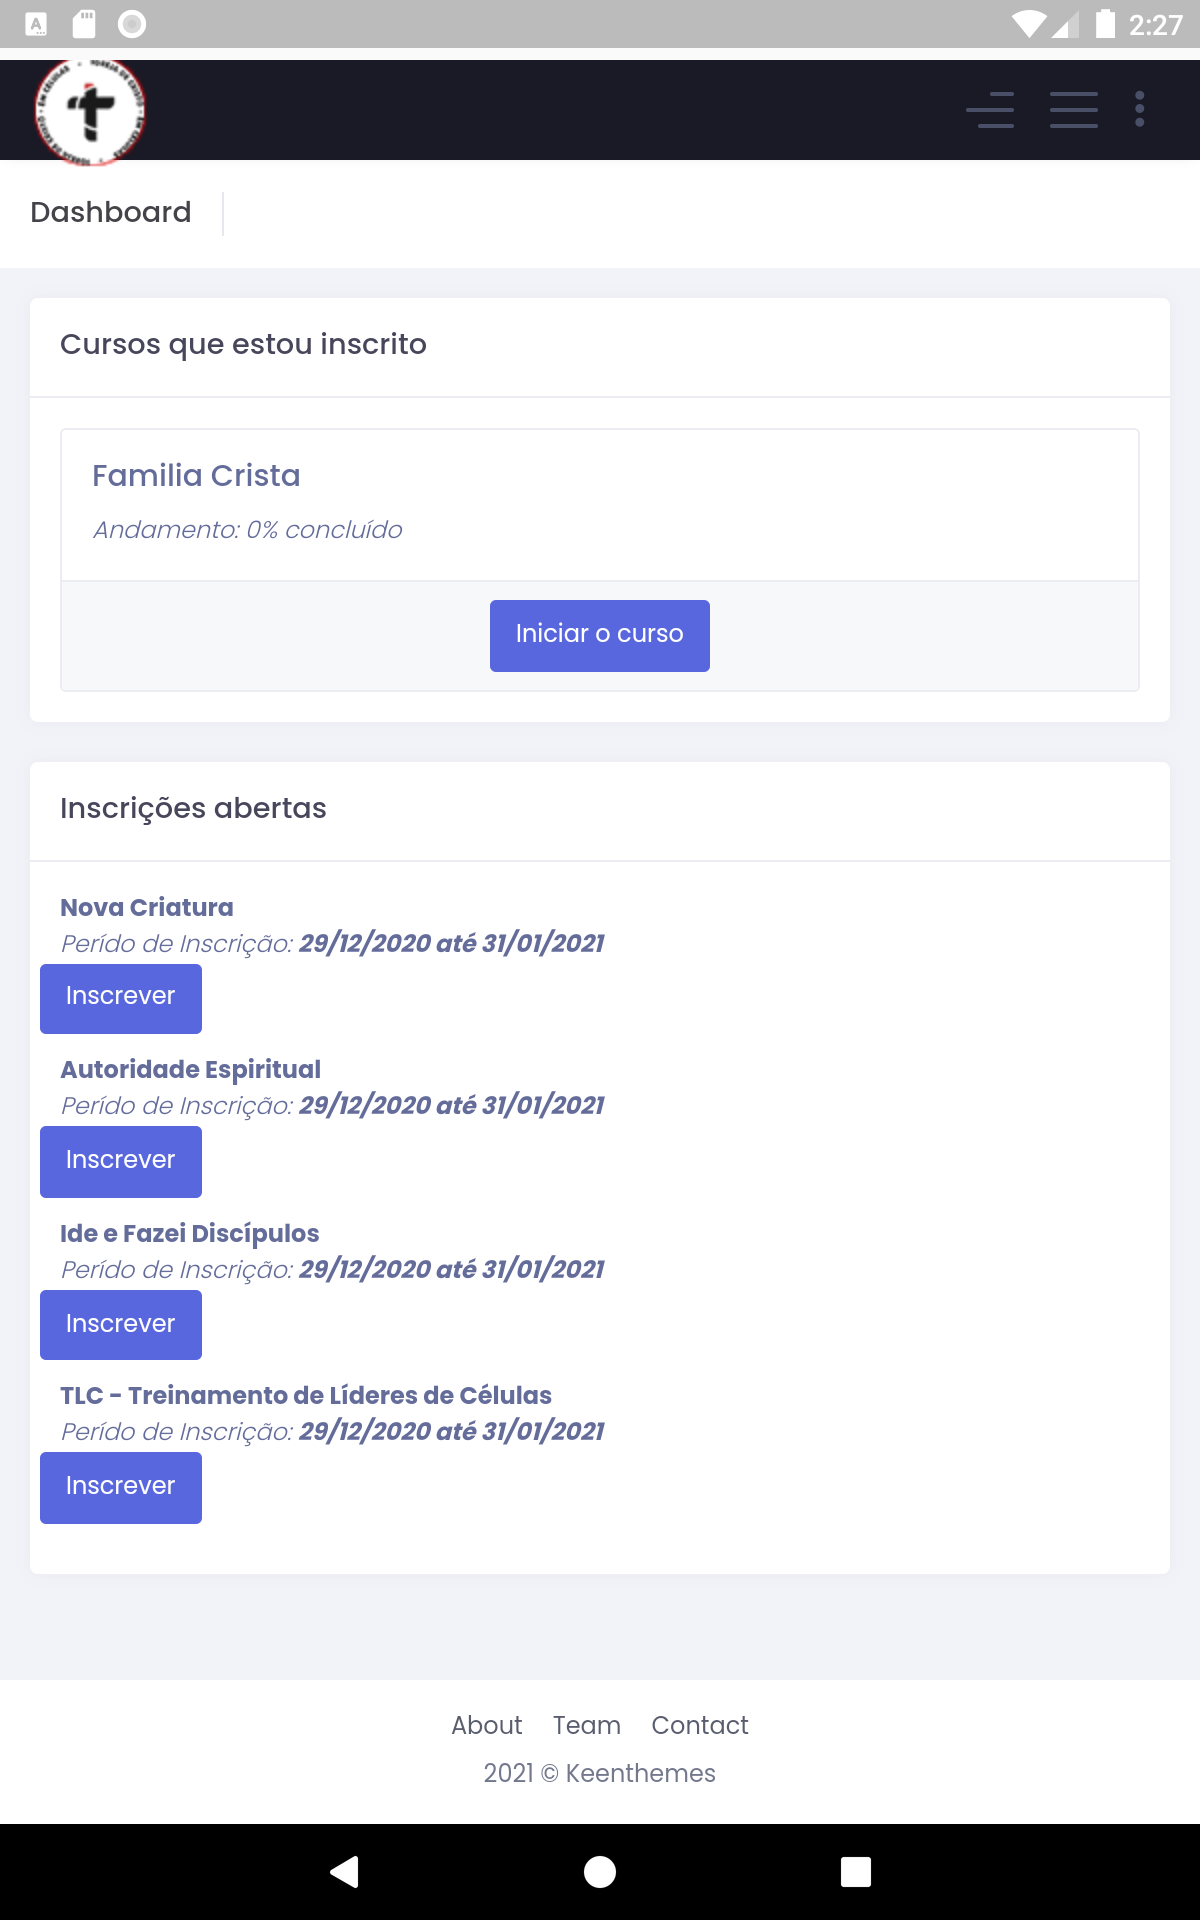 2:27
Dashboard
Cursos que estou inscrito
Familia Crista
Andamento: 0% concluído
Iniciar o curso
Inscrições abertas
Nova Criatura
Perído de Inscrição: 29/12/2020 até 31/01/2021
Inscrever
Autoridade Espiritual
Perído de Inscrição: 29/12/2020 até 31/01/2021
Inscrever
Ide e Fazei Discípulos
Perído de Inscrição: 29/12/2020 até 31/01/2021
Inscrever
TLC - Treinamento de Líderes de Células
Perído de Inscrição: 29/12/2020 até 31/01/2021
Inscrever
About Team Contact
2021 © Keenthemes